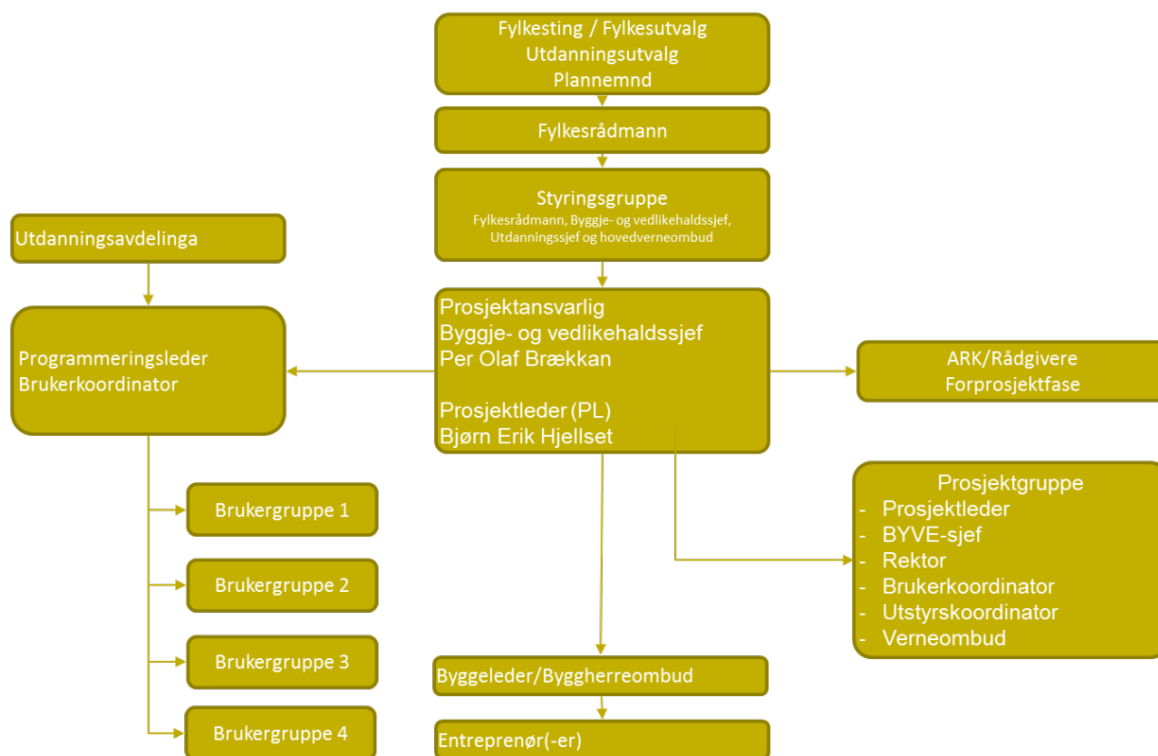 Fylkesting / Fylkesutvalg
Utdanningsutvalg
Plannemnd
Fylkesrådmann
Styringsgruppe
Fylkesrådmann, Byggje- og vedlikehaldssjef,
Utdanningssjef og hovedverneombud
Utdanningsavdelinga
Programmeringsleder
Brukerkoordinator
Prosjektansvarlig
Byggje- og vedlikehaldssjef
Per Olaf Brækkan
Prosjektleder (PL)
Bjørn Erik Hjellset
ARK/Rådgivere
Forprosjektfase
Prosjektgruppe
- Prosjektleder
- BYVE-sjef
- Rektor
- Brukerkoordinator
- Utstyrskoordinator
- Verneombud
Brukergruppe 1
Brukergruppe 2
Brukergruppe 3
Brukergruppe 4
Byggeleder/Byggherreombud
Entreprenør(-er)